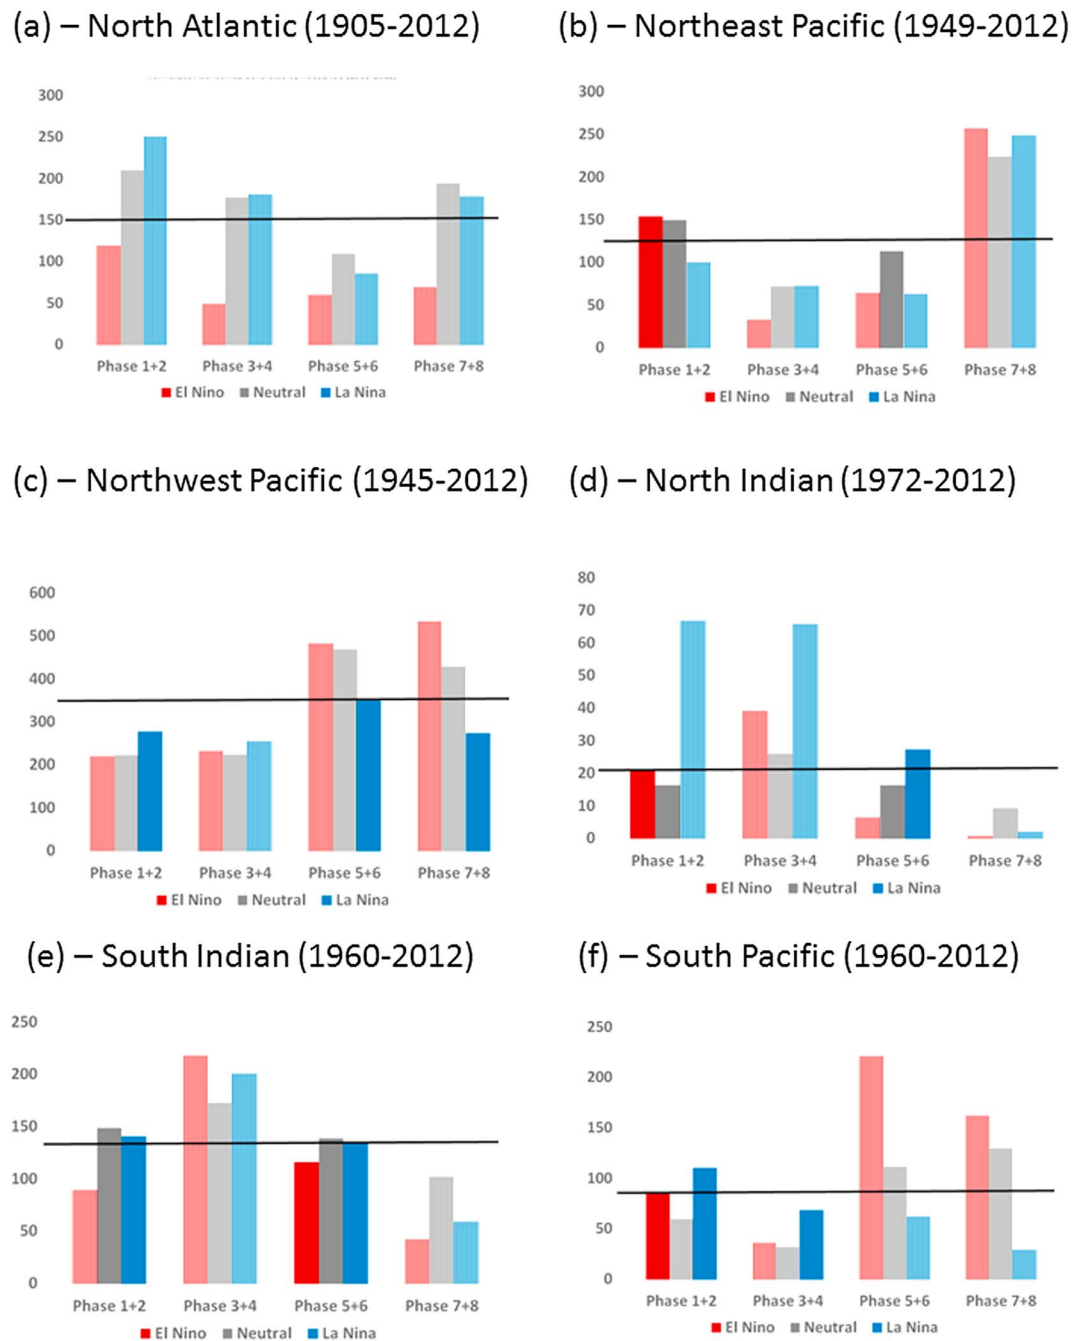 (a) – North Atlantic (1905-2012)
300
250
200
150
100
50
0
Phase 1+2 Phase 3+4 Phase 5+6 Phase 7+8
El Nino Neutral La Nina
(b) – Northeast Pacific (1949-2012)
300
250
200
150
100
50
0
Phase 1+2 Phase 3+4 Phase 5+6 Phase 7+8
El Nino Neutral La Nina
(c) – Northwest Pacific (1945-2012)
600
500
400
300
200
100
0
Phase 1+2 Phase 3+4 Phase 5+6 Phase 7+8
El Nino Neutral La Nina
(d) – North Indian (1972-2012)
80
70
60
50
40
30
20
10
0
Phase 1+2 Phase 3+4 Phase 5+6 Phase 7+8
El Nino Neutral La Nina
(e) – South Indian (1960-2012)
250
200
150
100
50
0
Phase 1+2 Phase 3+4 Phase 5+6 Phase 7+8
El Nino Neutral La Nina
(f) – South Pacific (1960-2012)
250
200
150
100
50
0
Phase 1+2 Phase 3+4 Phase 5+6 Phase 7+8
El Nino Neutral La Nina